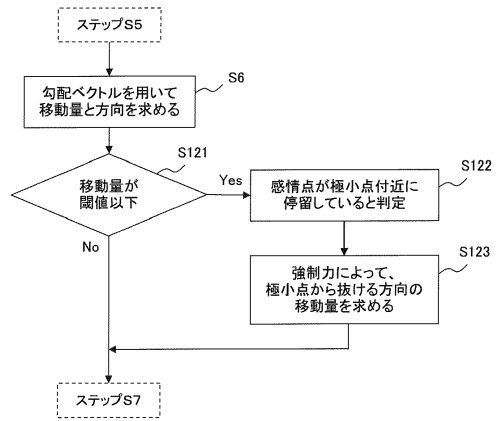 ステップS5
S6
勾配ベクトルを用いて
移動量と方向を求める
S121
移動量が
閾値以下
Yes
No
S122
感情点が極小点付近に
停留していると判定
S123
強制力によって、
極小点から抜ける方向の
移動量を求める
ステップS7